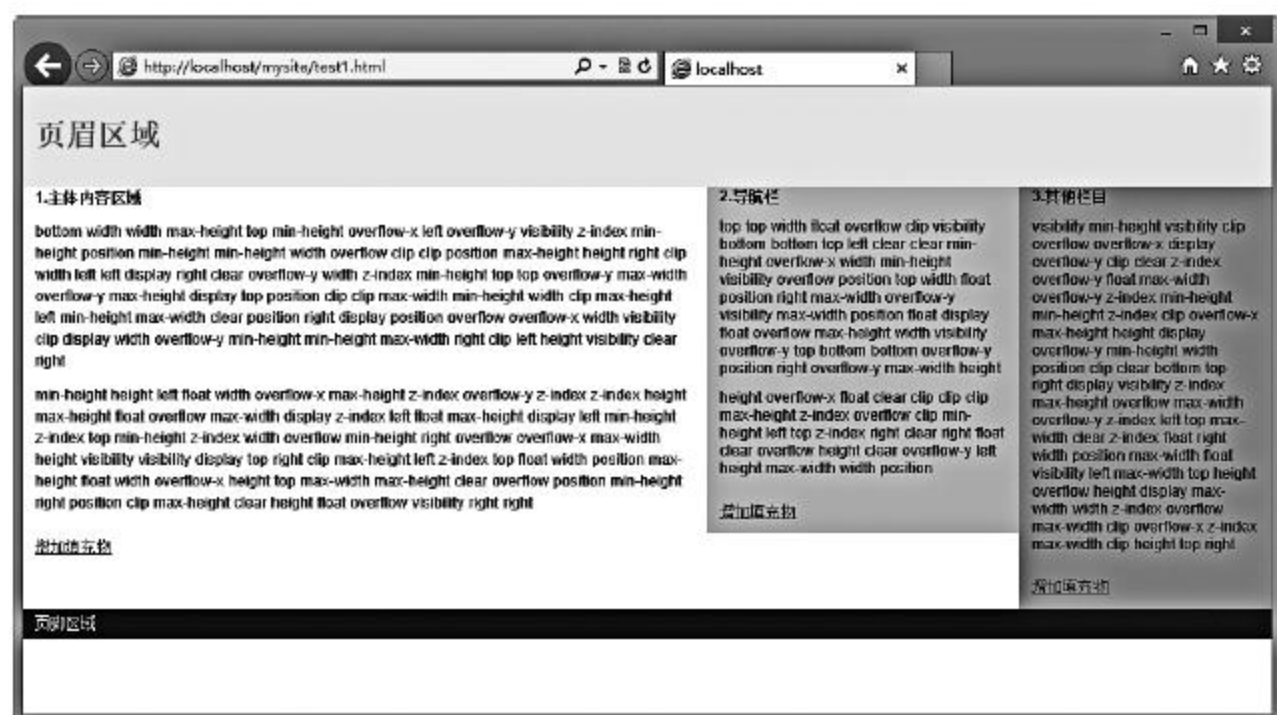 http://localhost/mysite/test1.html
localhost
页眉区域
1.主体内容区域
bottom width width max-height top min-height overflow-x left overflow-y visibility z-index min-
height position min-height min-height width overflow clip clip position max-height height right clip
width left left display right clear overflow-y width z-index min-height top top overflow-y max-width
overflow-y max-height display top position clip clip max-width min-height width clip max-height
left min-height max-width clear position right display position overflow overflow-x width visibility
clip display width overflow-y min-height min-height max-width right clip left height visibility clear
right
min-height height left float width overflow-x max-height z-index overflow-y z-index z-index height
max-height float overflow max-width display z-index left float max-height display left min-height
z-index top min-height z-index width overflow min-height right overflow overflow-x max-width
height visibility visibility display top right clip max-height left z-index top float width position max-
height float width overflow-x height top max-width max-height clear overflow position min-height
right position clip max-height clear height float overflow visibility right right
增加填充物
2.导航栏
top top width float overflow clip visibility
bottom bottom top left clear clear min-
height overflow-x width min-height
visibility overflow position top width float
position right max-width overflow-y
visibility max-width position float display
float overflow max-height width visibility
overflow-y top bottom bottom overflow-y
position right overflow-y max-width height
height overflow-x float clear clip clip clip
max-height z-index overflow clip min-
height left top z-index right clear right float
clear overflow height clear overflow-y left
height max-width width position
增加填充物
3.其他栏目
visibility min-height visibility clip
overflow overflow-x display
overflow-y clip clear z-index
overflow-y float max-width
overflow-y z-index min-height
min-height z-index clip overflow-x
max-height height display
overflow-y min-height width
position clip clear bottom top
right display visibility z-index
max-height overflow max-width
overflow-y z-index left top max-
width clear z-index float right
width position max-width float
visibility left max-width top height
overflow height display max-
width width z-index overflow
max-width clip overflow-x z-index
max-width clip height top right
增加填充物
页脚区域